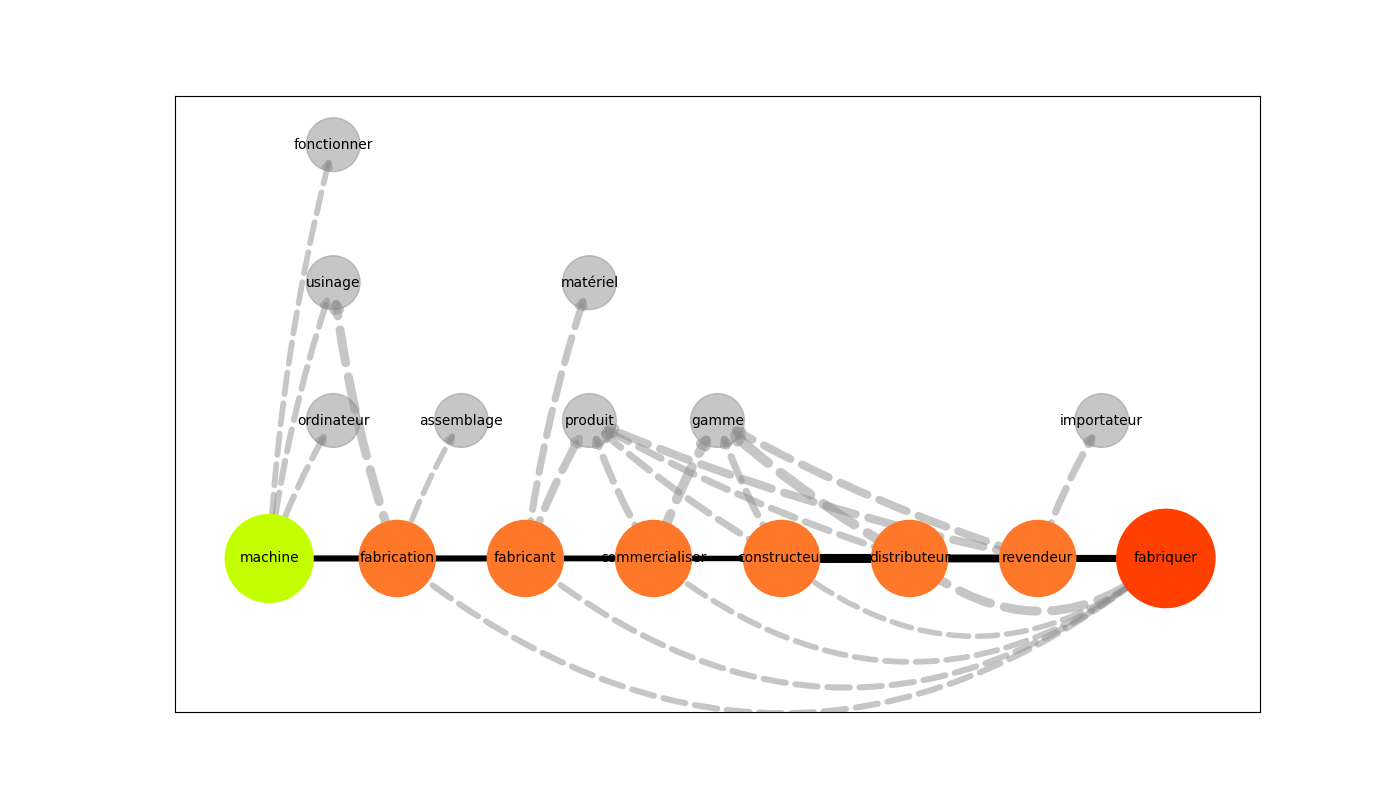 fonctionner
usinage
matériel
ordinateur
assemblage
produit
gamme
importateur
machine
fabrication
fabricant
commercialiser
constructeur
distributeur
revendeur
fabriquer